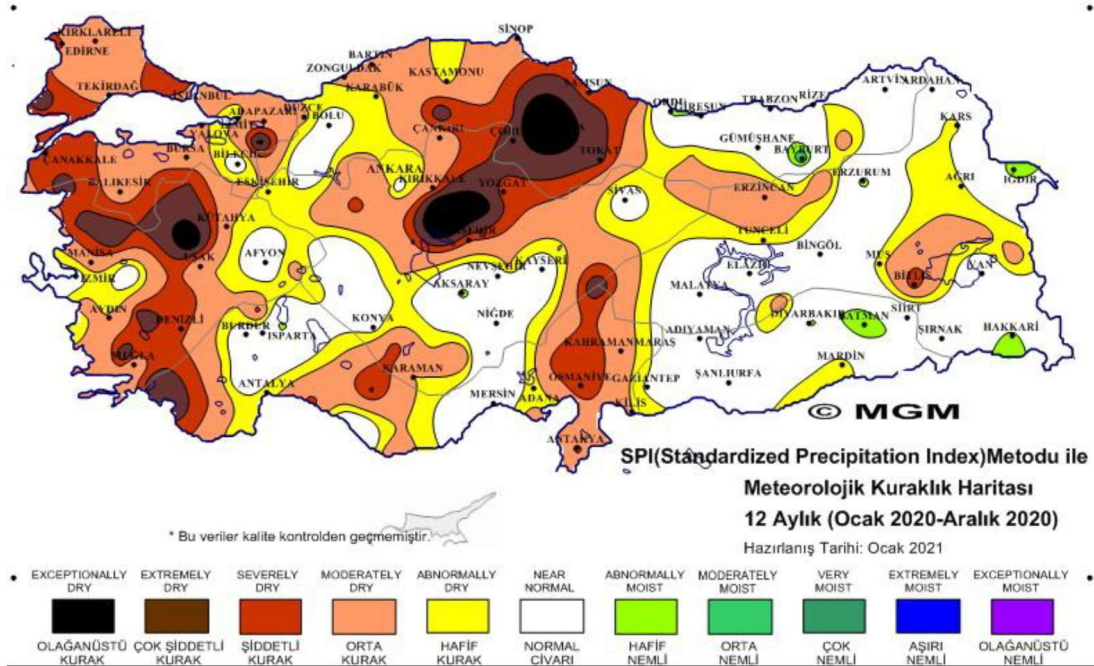 SİNOP
KIRKLARELİ
EDİRNE
BARTIN
ZONGULDAK
KASTAMONU
KARABÜK
SAMSUN
TEKİRDAĞ
İSTANBUL
ARTVİN
ARDAHAN
ORDU
GİRESUN
TRABZON
RİZE
KARS
ADAPAZARI
DÜZCE
BOLU
İZMİT
YALOVA
ÇANKIRI
TOKAT
GÜMÜŞHANE
BAYBURT
ÇANAKKALE
BURSA
BİLECİK
ANKARA
KIRIKKALE
YOZGAT
ERZURUM
AĞRI
IĞDIR
BALIKESİR
ESKİŞEHİR
SİVAS
ERZİNCAN
KÜTAHYA
TUNCELİ
BİNGÖL
MANİSA
UŞAK
AFYON
NEVŞEHİR
KAYSERİ
ELAZIĞ
MUŞ
BİTLİS
VAN
İZMİR
AKSARAY
MALATYA
AYDIN
DENİZLİ
BURDUR
ISPARTA
KONYA
NİĞDE
ADIYAMAN
DİYARBAKIR
BATMAN
SİİRT
ŞIRNAK
HAKKARİ
MUĞLA
KAHRAMANMARAŞ
MARDİN
ANTALYA
KARAMAN
MERSİN
ADANA
OSMANİYE
GAZİANTEP
ŞANLIURFA
KİLİS
ANTAKYA
© MGM
SPI(Standardized Precipitation Index)Metodu ile
Meteorolojik Kuraklık Haritası
12 Aylık (Ocak 2020-Aralık 2020)
Hazırlanış Tarihi: Ocak 2021
* Bu veriler kalite kontrolden geçmemiştir.
EXCEPTIONALLY DRY
EXTREMELY DRY
SEVERELY DRY
MODERATELY DRY
ABNORMALLY DRY
NEAR NORMAL
ABNORMALLY MOIST
MODERATELY MOIST
VERY MOIST
EXTREMELY MOIST
EXCEPTIONALLY MOIST
OLAĞANÜSTÜ KURAK
ÇOK ŞİDDETLİ KURAK
ŞİDDETLİ KURAK
ORTA KURAK
HAFİF KURAK
NORMAL CİVARI
HAFİF NEMLİ
ORTA NEMLİ
ÇOK NEMLİ
AŞIRI NEMLİ
OLAĞANÜSTÜ NEMLİ